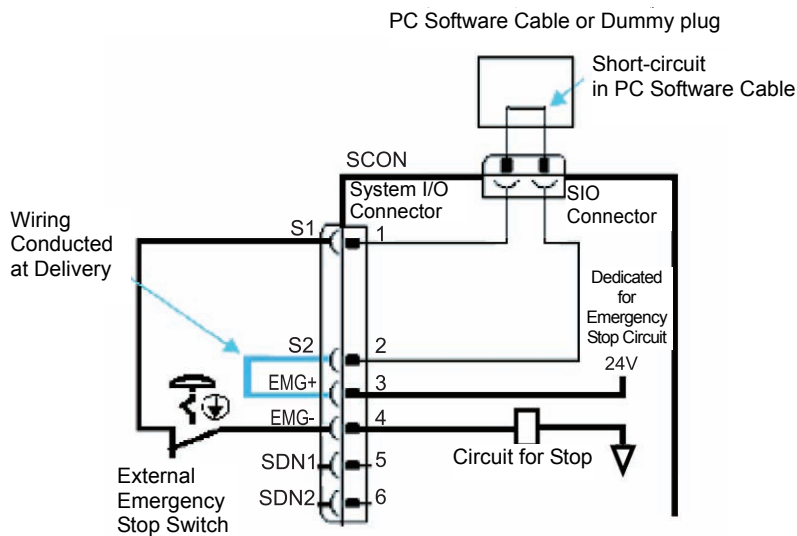 PC Software Cable or Dummy plug
Short-circuit
in PC Software Cable
SCON
System I/O
Connector
SIO
Connector
Wiring
Conducted
at Delivery
S1
1
Dedicated
for
Emergency
Stop Circuit
24V
S2
2
EMG+
3
EMG-
4
Circuit for Stop
SDN1
5
SDN2
6
External
Emergency
Stop Switch